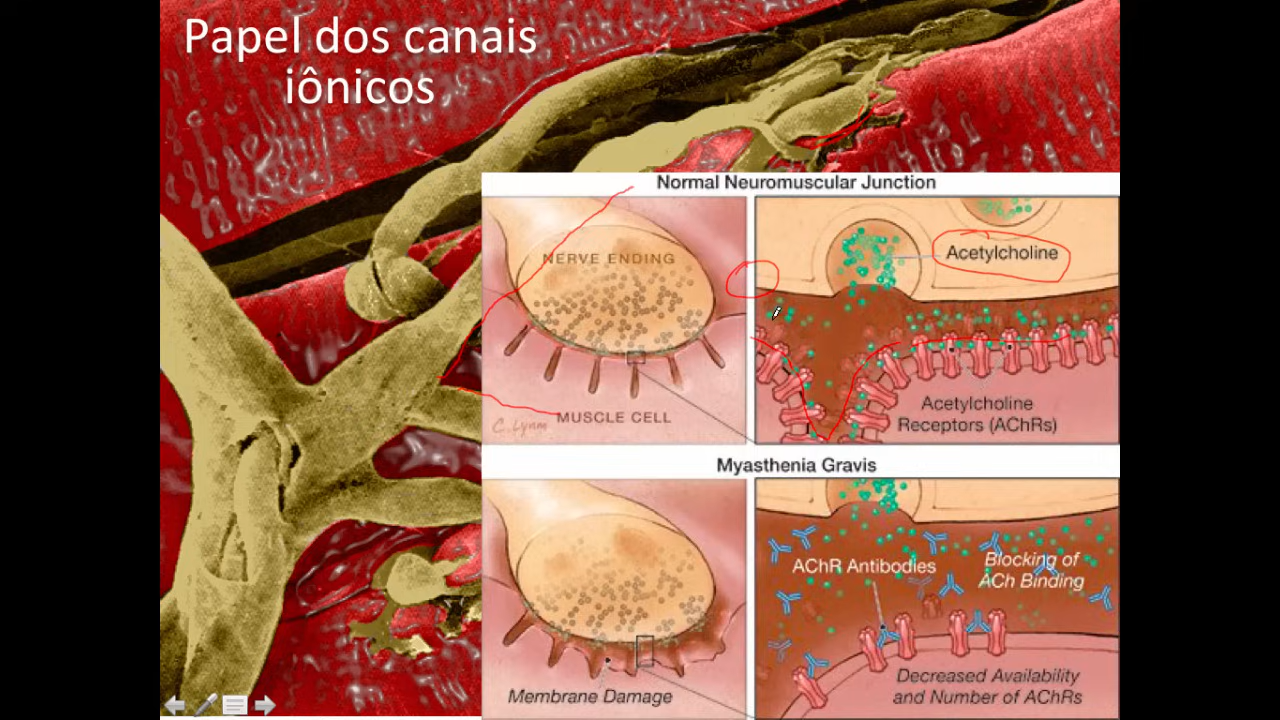 Papel dos canais
iônicos
Normal Neuromuscular Junction
NERVE ENDING
MUSCLE CELL
C. Lynm
Acetylcholine
Acetylcholine
Receptors (AChRs)
Myasthenia Gravis
Membrane Damage
AChR Antibodies
Blocking of
ACh Binding
Decreased Availability
and Number of AChRs